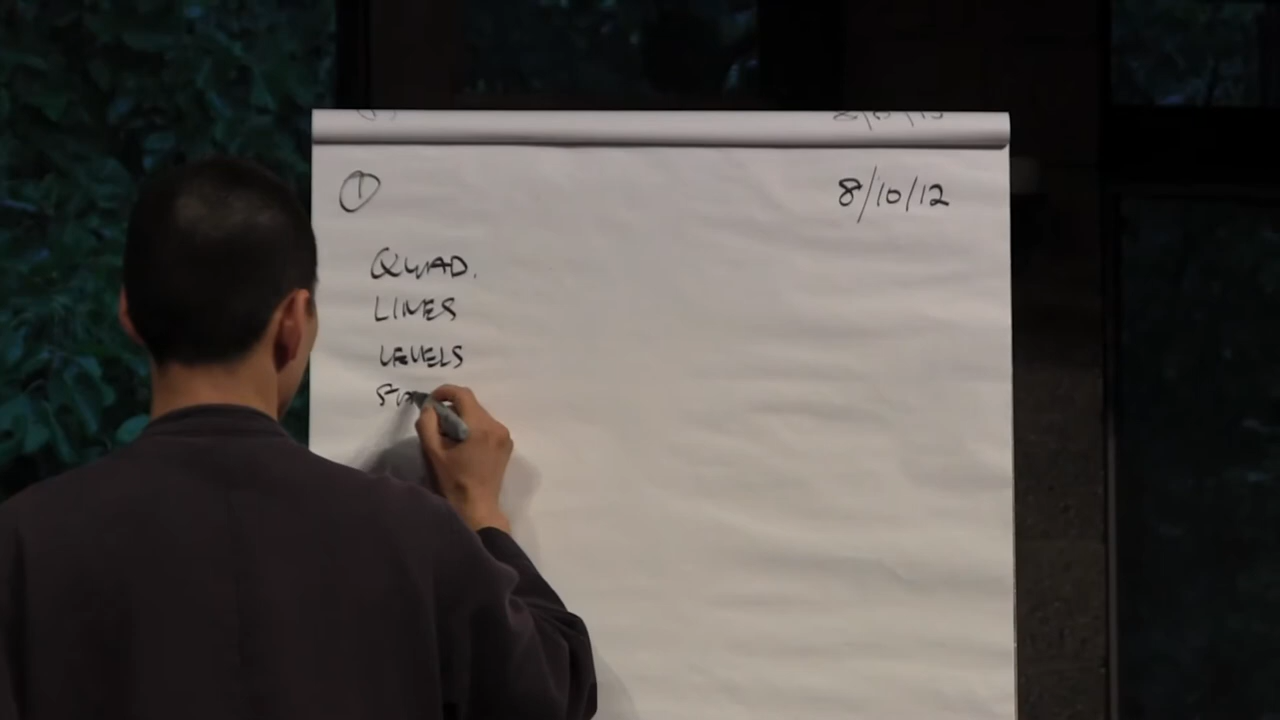 ① 8/10/12
QUAD.
LINES
LEVELS